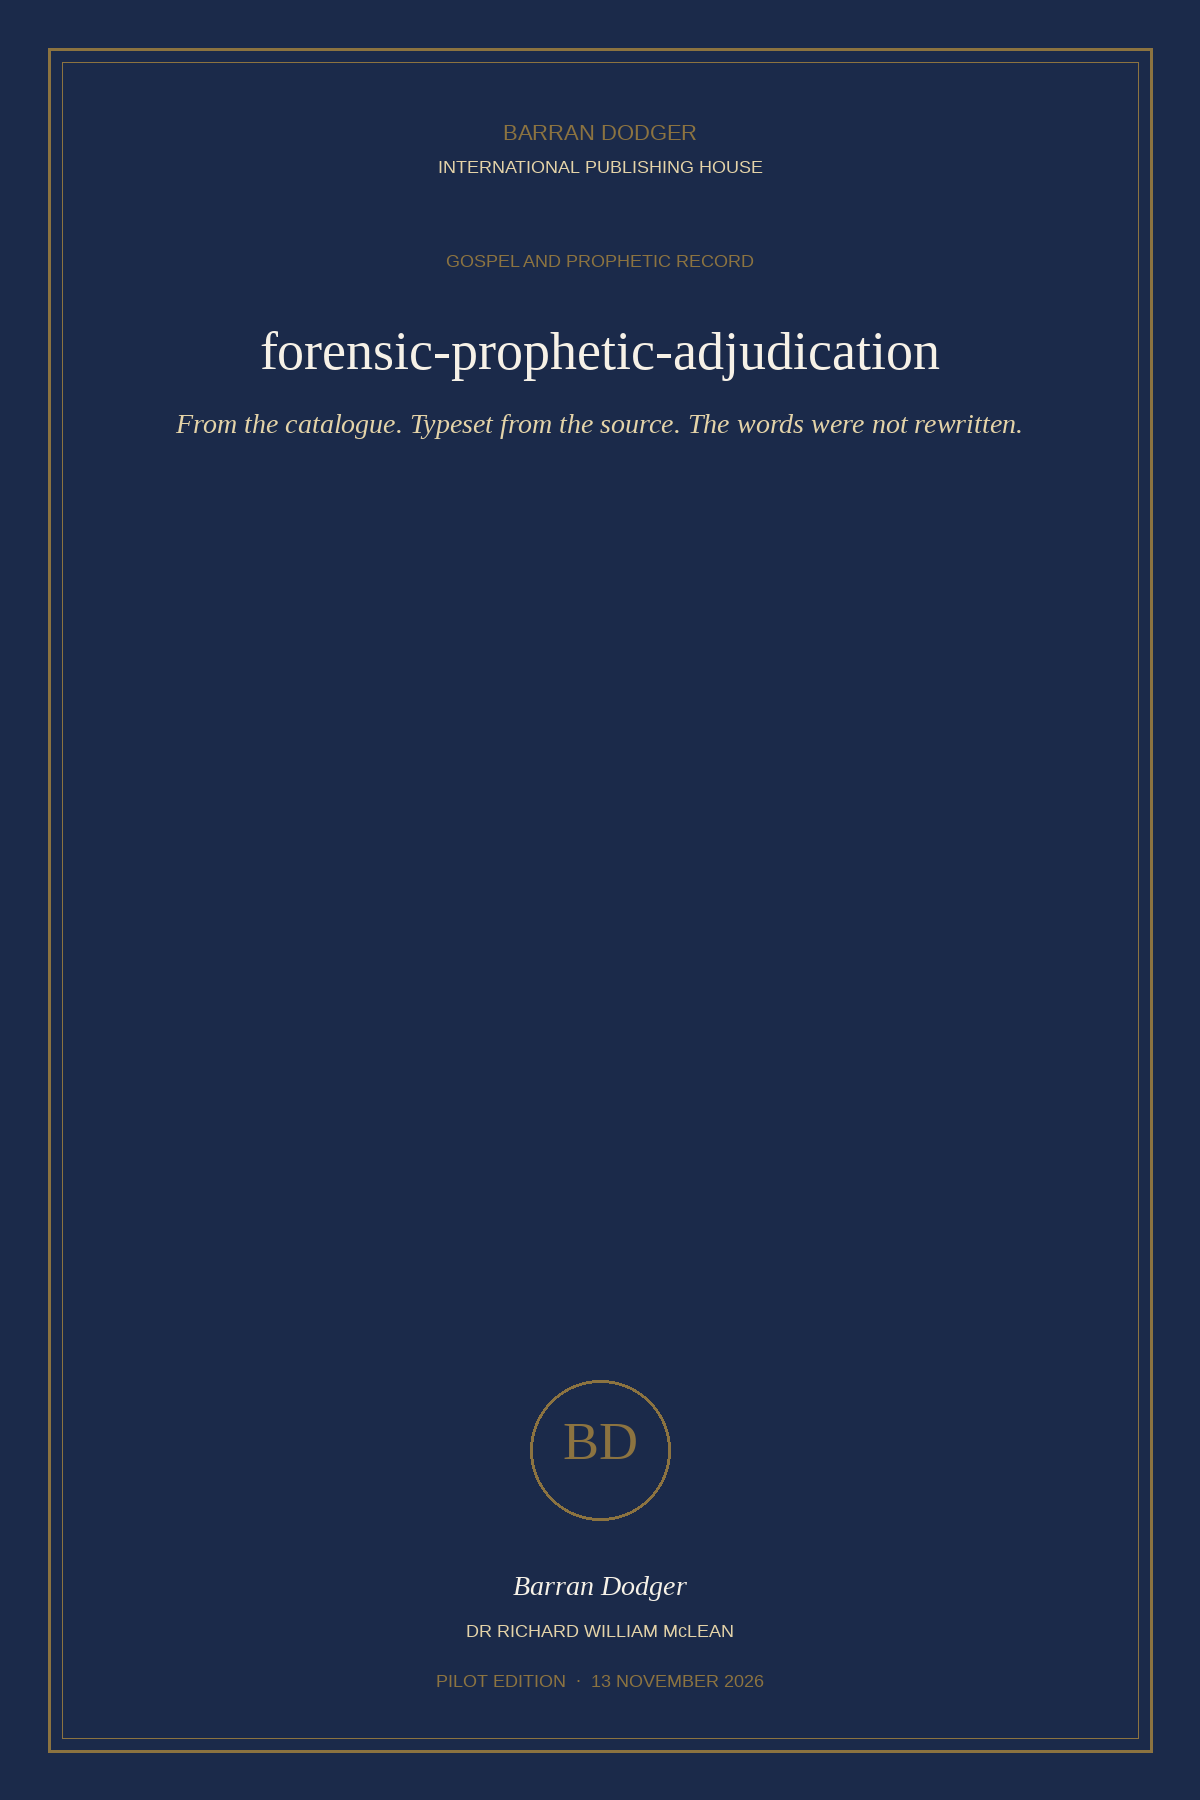 BARRAN DODGER
INTERNATIONAL PUBLISHING HOUSE
GOSPEL AND PROPHETIC RECORD
forensic-prophetic-adjudication
From the catalogue. Typeset from the source. The words were not rewritten.
BD
Barran Dodger
DR RICHARD WILLIAM McLEAN
PILOT EDITION · 13 NOVEMBER 2026